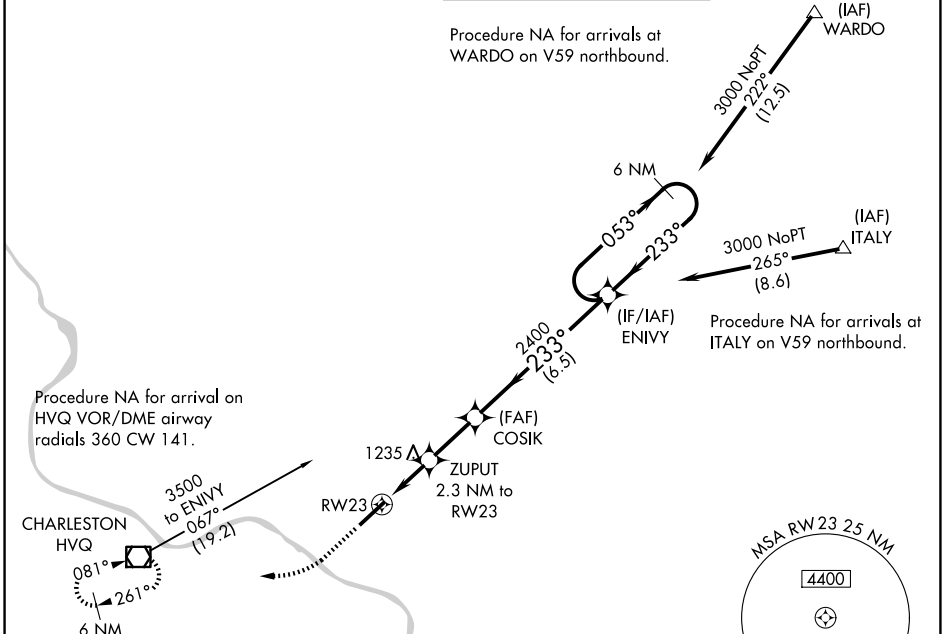 (IAF)
WARDO
Procedure NA for arrivals at
WARDO on V59 northbound.
3000 NoPT
222°
(12.5)
6 NM
053°
233°
(IAF)
ITALY
3000 NoPT
265°
(8.6)
(IF/IAF)
ENIVY
Procedure NA for arrivals at
ITALY on V59 northbound.
2400
233°
(6.5)
Procedure NA for arrival on
HVQ VOR/DME airway
radials 360 CW 141.
(FAF)
COSIK
1235
ZUPUT
2.3 NM to
RW23
RW23
3500
to ENIVY
067°
(19.2)
CHARLESTON
HVQ
081°
261°
6 NM
MSA RW23 25 NM
4400